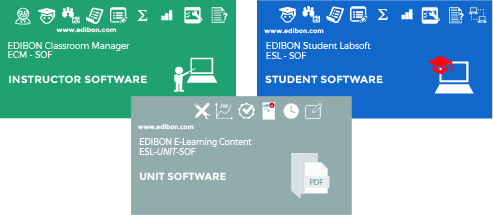 www.edibon.com
EDIBON Classroom Manager
ECM - SOF
INSTRUCTOR SOFTWARE
www.edibon.com
EDIBON Student Labsoft
ESL - SOF
STUDENT SOFTWARE
www.edibon.com
EDIBON E-Learning Content
ESL-UNIT-SOF
UNIT SOFTWARE
PDF